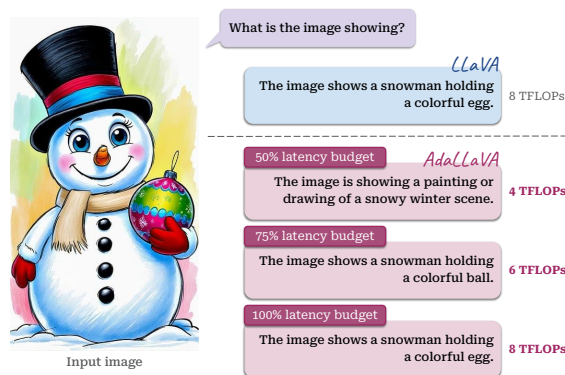 What is the image showing?
LLaVA
The image shows a snowman holding
a colorful egg.
8 TFLOPs
50% latency budget
AdaLLaVA
The image is showing a painting or
drawing of a snowy winter scene.
4 TFLOPs
75% latency budget
The image shows a snowman holding
a colorful ball.
6 TFLOPs
100% latency budget
The image shows a snowman holding
a colorful egg.
8 TFLOPs
Input image